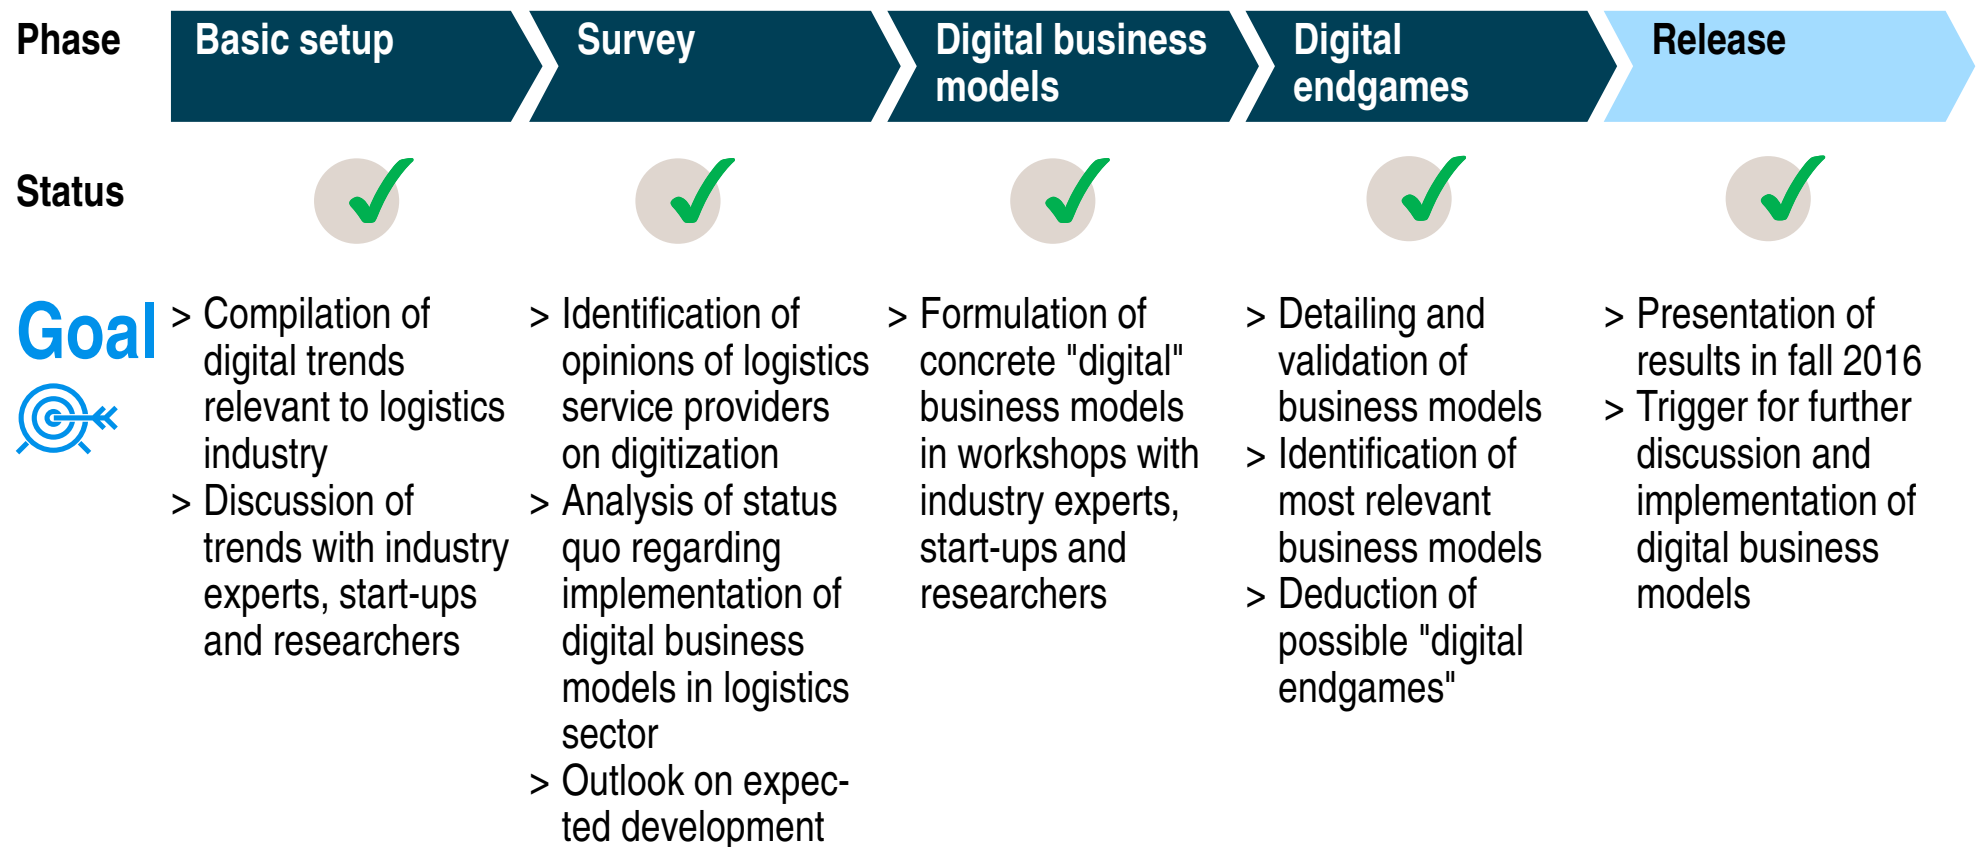 Phase
Basic setup
Survey
Digital business
models
Digital
endgames
Release
Status
Goal
> Compilation of
digital trends
relevant to logistics
industry
> Discussion of
trends with industry
experts, start-ups
and researchers
> Identification of
opinions of logistics
service providers
on digitization
> Analysis of status
quo regarding
implementation of
digital business
models in logistics
sector
> Outlook on expec-
ted development
> Formulation of
concrete "digital"
business models
in workshops with
industry experts,
start-ups and
researchers
> Detailing and
validation of
business models
> Identification of
most relevant
business models
> Deduction of
possible "digital
endgames"
> Presentation of
results in fall 2016
> Trigger for further
discussion and
implementation of
digital business
models